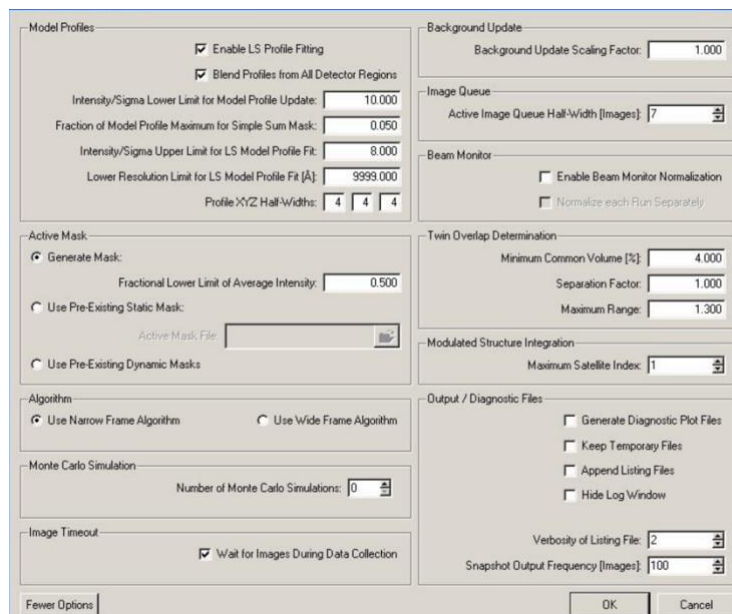 Model Profiles
Enable LS Profile Fitting
Blend Profiles from All Detector Regions
Intensity/Sigma Lower Limit for Model Profile Update: 10.000
Fraction of Model Profile Maximum for Simple Sum Mask: 0.050
Intensity/Sigma Upper Limit for LS Model Profile Fit: 8.000
Lower Resolution Limit for LS Model Profile Fit [Å]: 9999.000
Profile XYZ Half-Widths: 4 4 4
Active Mask
Generate Mask:
Fractional Lower Limit of Average Intensity: 0.500
Use Pre-Existing Static Mask:
Active Mask File:
Use Pre-Existing Dynamic Masks
Algorithm
Use Narrow Frame Algorithm Use Wide Frame Algorithm
Monte Carlo Simulation
Number of Monte Carlo Simulations: 0
Image Timeout
Wait for Images During Data Collection
Background Update
Background Update Scaling Factor: 1.000
Image Queue
Active Image Queue Half-Width [Images]: 7
Beam Monitor
Enable Beam Monitor Normalization
Normalize each Run Separately
Twin Overlap Determination
Minimum Common Volume [%]: 4.000
Separation Factor: 1.000
Maximum Range: 1.300
Modulated Structure Integration
Maximum Satellite Index: 1
Output / Diagnostic Files
Generate Diagnostic Plot Files
Keep Temporary Files
Append Listing Files
Hide Log Window
Verbosity of Listing File: 2
Snapshot Output Frequency [Images]: 100
Fewer Options OK Cancel